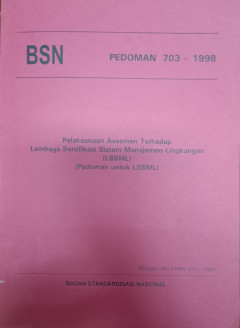 BSN
PEDOMAN 703 - 1998
Pelaksanaan Asesmen Terhadap
Lembaga Sertifikasi Sistem Manajemen Lingkungan
(LSSML)
(Pedoman untuk LSSML)
BADAN STANDARDISASI NASIONAL